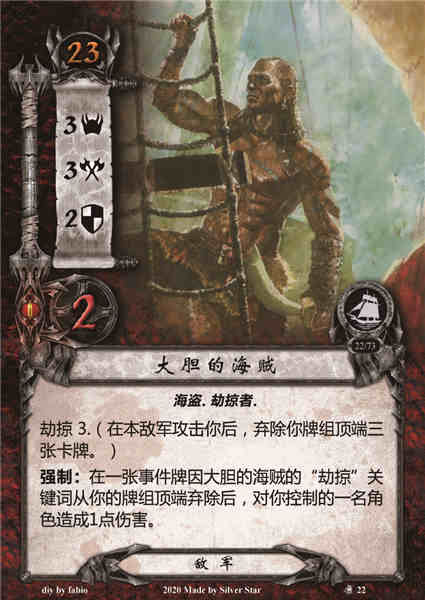 23
3
3
2
2
22/73
大胆的海贼
海盗. 劫掠者.
劫掠 3.（在本敌军攻击你后，弃除你牌组顶端三
张卡牌。）
强制：在一张事件牌因大胆的海贼的“劫掠”关
键词从你的牌组顶端弃除后，对你控制的一名角
色造成1点伤害。
敌军
diy by fabio 2020 Made by Silver Star 22